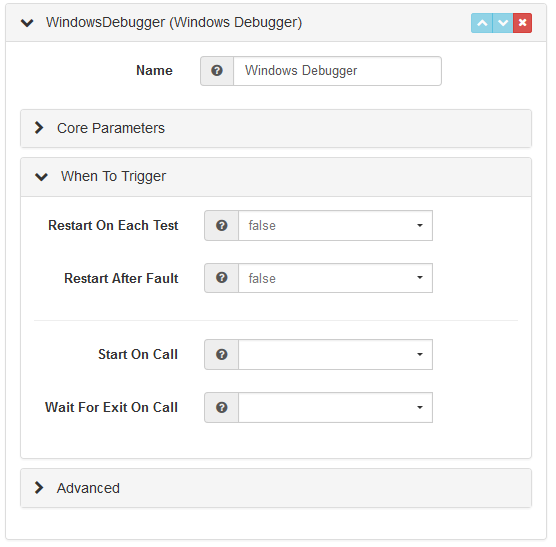 WindowsDebugger (Windows Debugger)
Name Windows Debugger
Core Parameters
When To Trigger
Restart On Each Test false
Restart After Fault false
Start On Call
Wait For Exit On Call
Advanced